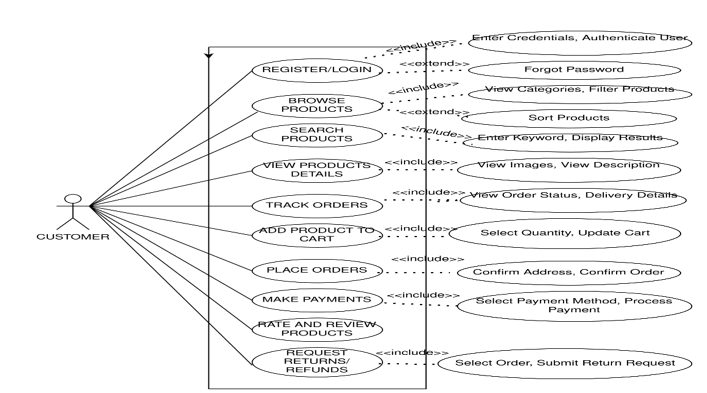 Enter Credentials, Authenticate User
<<include>>
REGISTER/LOGIN
<<extend>>
Forgot Password
<<include>>
View Categories, Filter Products
BROWSE
PRODUCTS
<<extend>>
Sort Products
SEARCH
PRODUCTS
<<include>>
Enter Keyword, Display Results
VIEW PRODUCTS
DETAILS
<<include>>
View Images, View Description
TRACK ORDERS
<<include>>
View Order Status, Delivery Details
CUSTOMER
ADD PRODUCT TO
CART
<<include>>
Select Quantity, Update Cart
PLACE ORDERS
<<include>>
Confirm Address, Confirm Order
MAKE PAYMENTS
<<include>>
Select Payment Method, Process
Payment
RATE AND REVIEW
PRODUCTS
REQUEST
RETURNS/
REFUNDS
<<include>>
Select Order, Submit Return Request